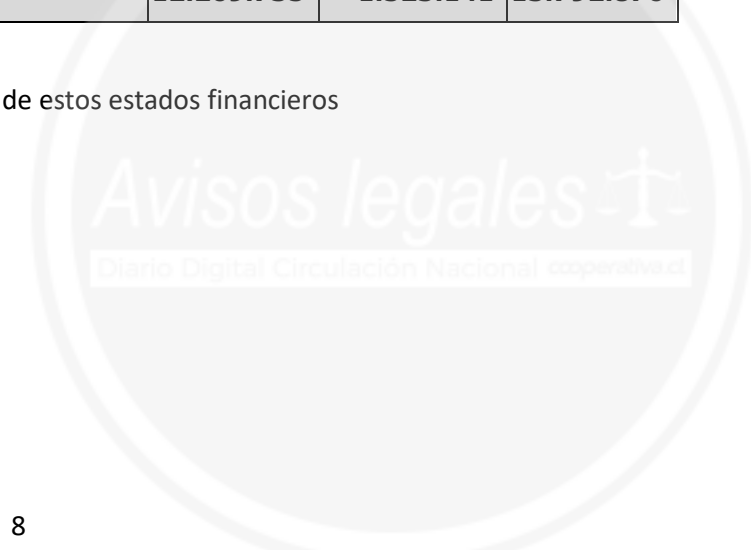 de estos estados financieros
Avisos legales
Diario Digital Circulación Nacional cooperativa.cl
8